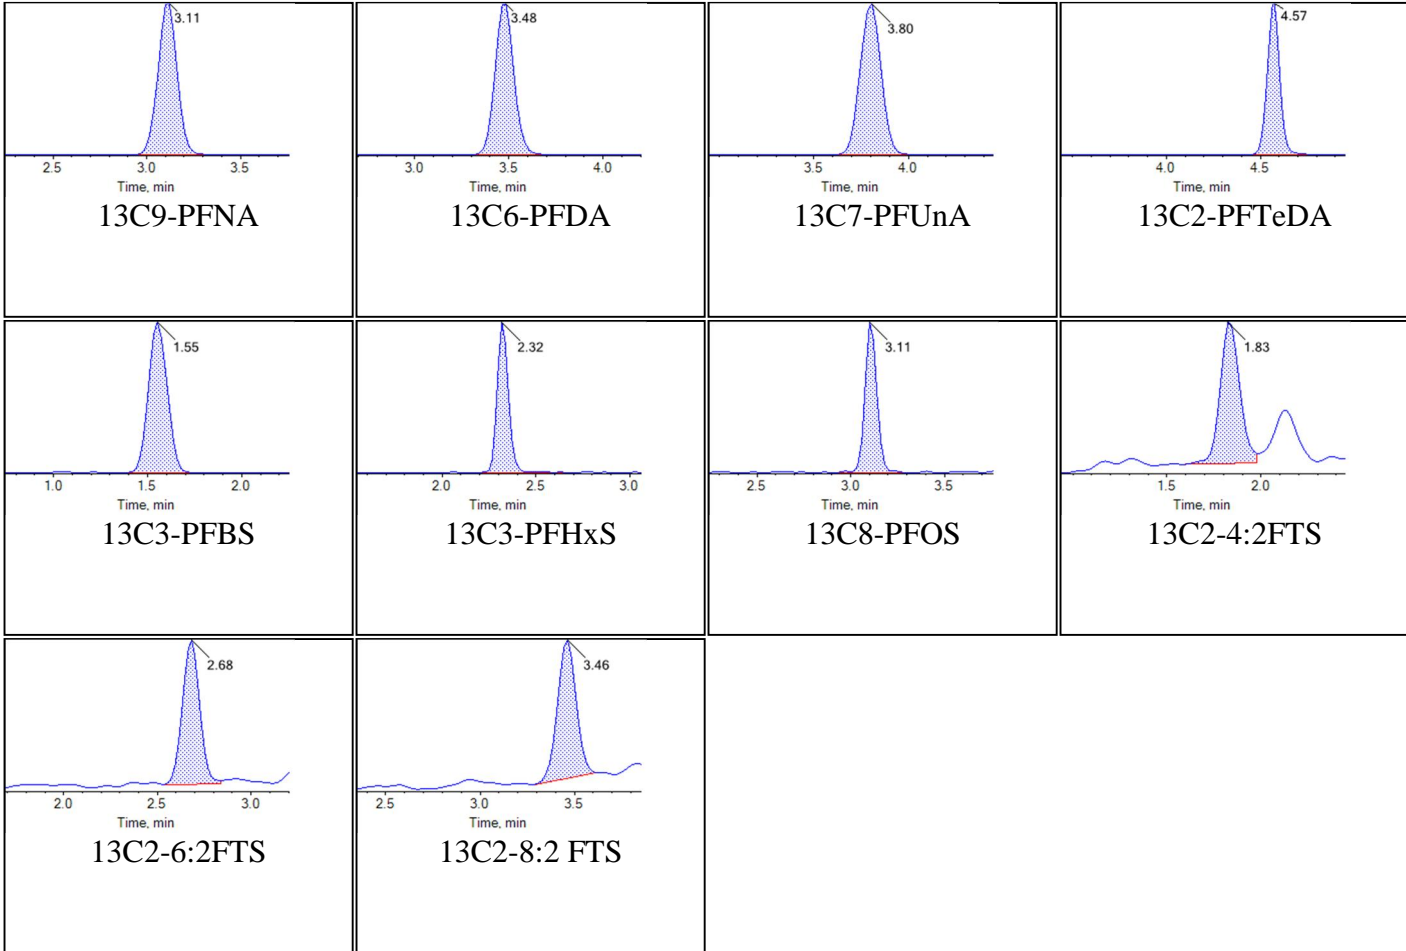 3.11
2.5 3.0 3.5
Time, min
13C9-PFNA
3.48
3.0 3.5 4.0
Time, min
13C6-PFDA
3.80
3.5 4.0
Time, min
13C7-PFUnA
4.57
4.0 4.5
Time, min
13C2-PFTeDA
1.55
1.0 1.5 2.0
Time, min
13C3-PFBS
2.32
2.0 2.5 3.0
Time, min
13C3-PFHxS
3.11
2.5 3.0 3.5
Time, min
13C8-PFOS
1.83
1.5 2.0
Time, min
13C2-4:2FTS
2.68
2.0 2.5 3.0
Time, min
13C2-6:2FTS
3.46
2.5 3.0 3.5
Time, min
13C2-8:2 FTS